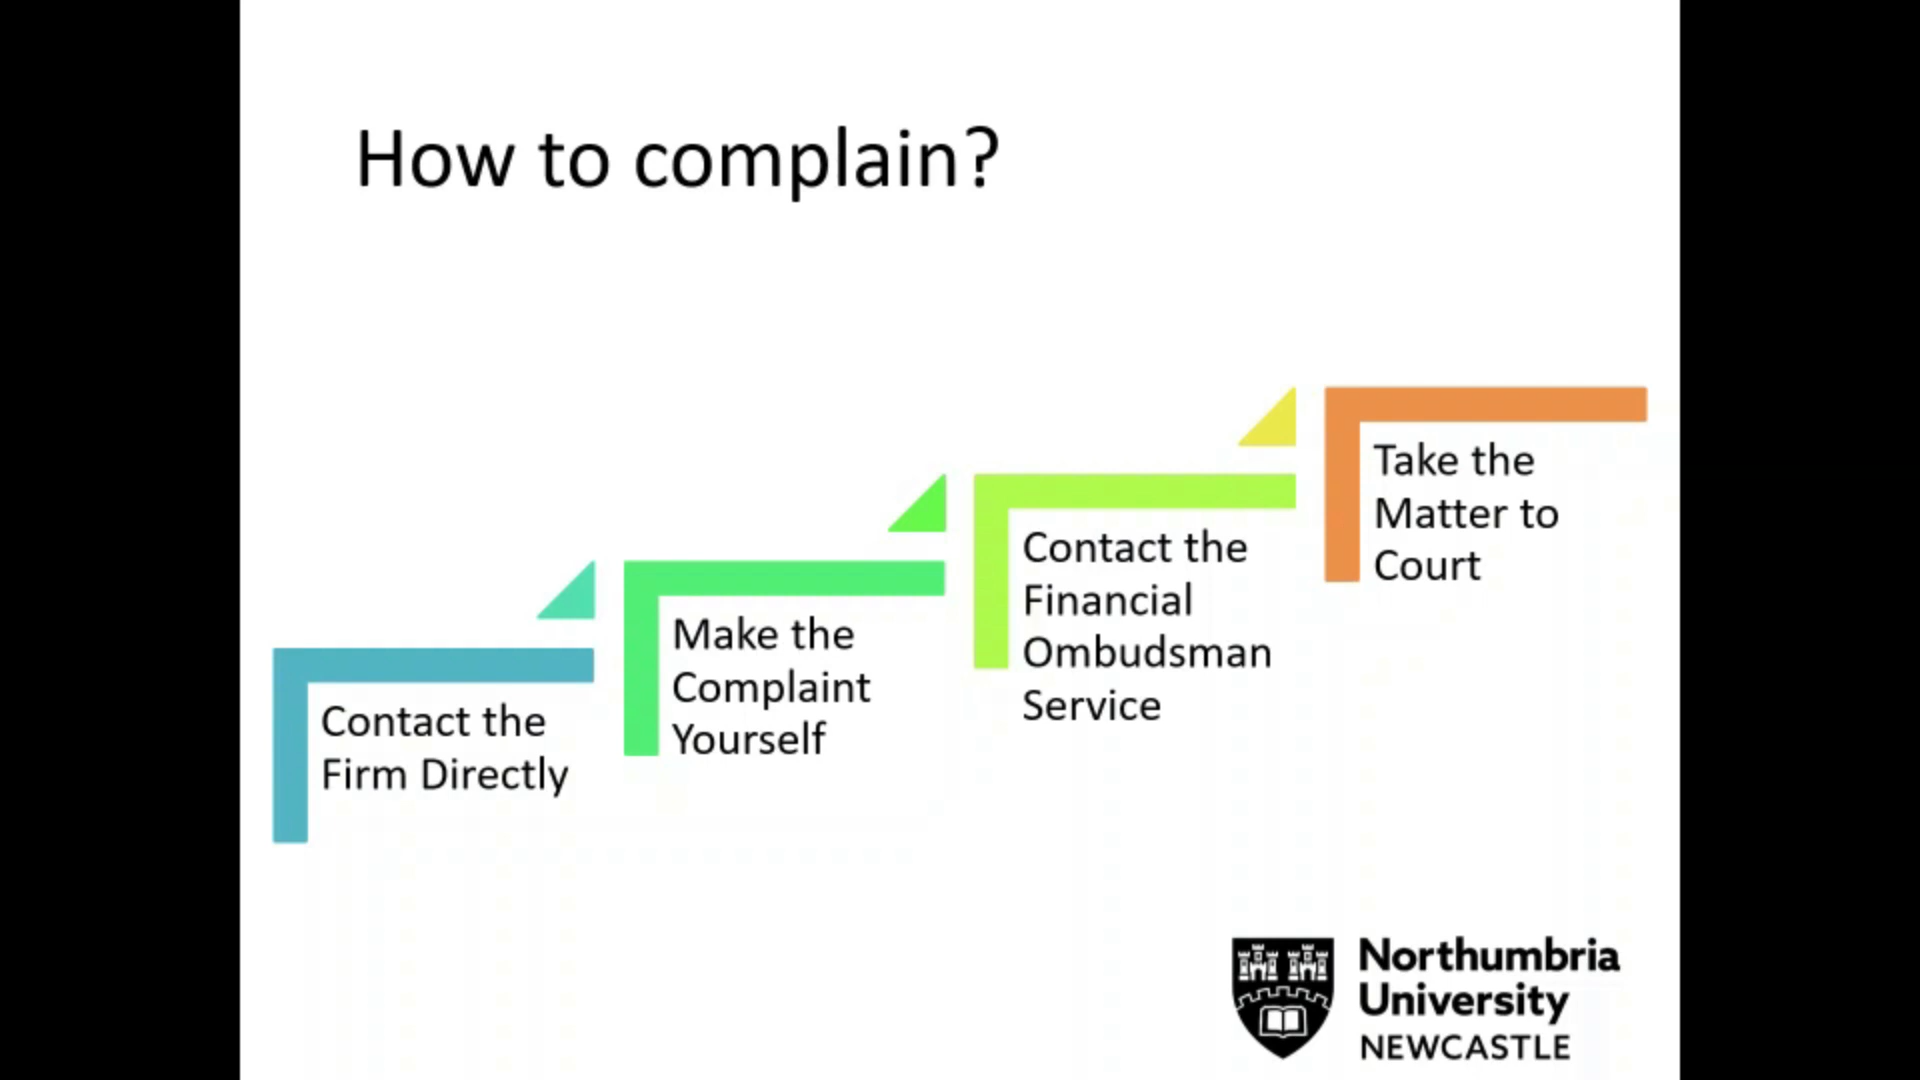 How to complain?
Contact the
Firm Directly
Make the
Complaint
Yourself
Contact the
Financial
Ombudsman
Service
Take the
Matter to
Court
Northumbria
University
NEWCASTLE